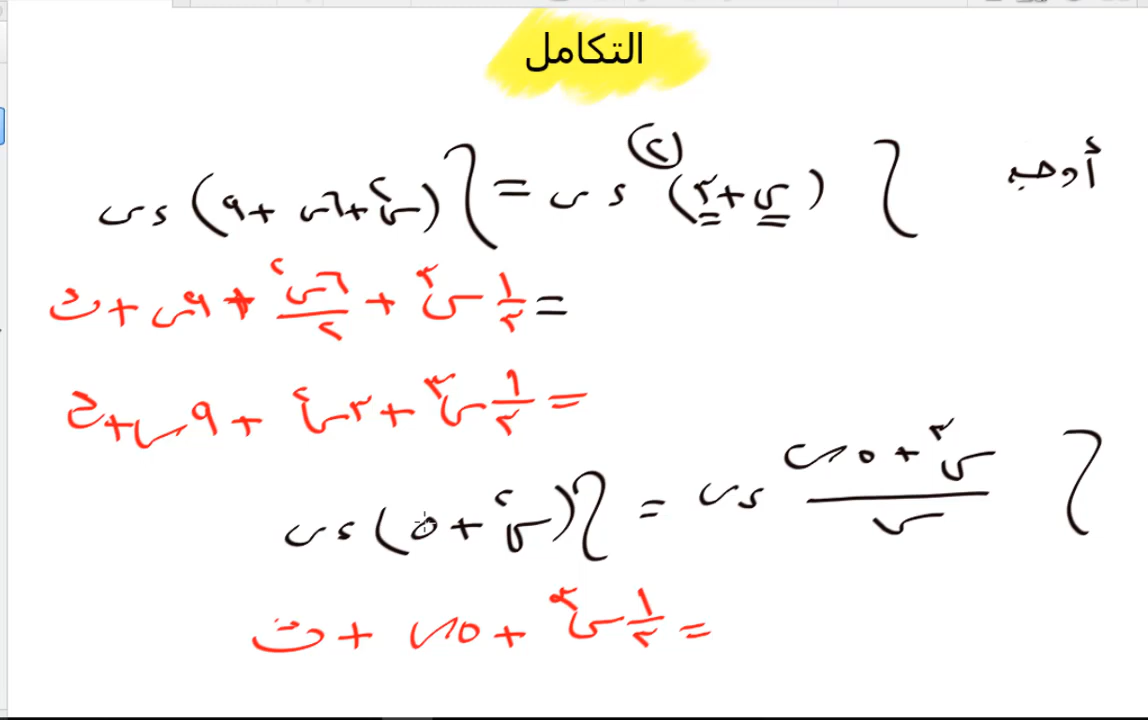 التكامل
أوجد ∫ (س+٣)^٢ ءس = ∫(س^٢+٦س+٩) ءس
= ١/٣ س^٣ + ٦س^٢/٢ + ٩س + ث
= ١/٣ س^٣ + ٣س^٢ + ٩س + ث
∫ (س^٣+٥س)/س ءس = ∫(س^٢+٥) ءس
= ١/٣ س^٣ + ٥س + ث